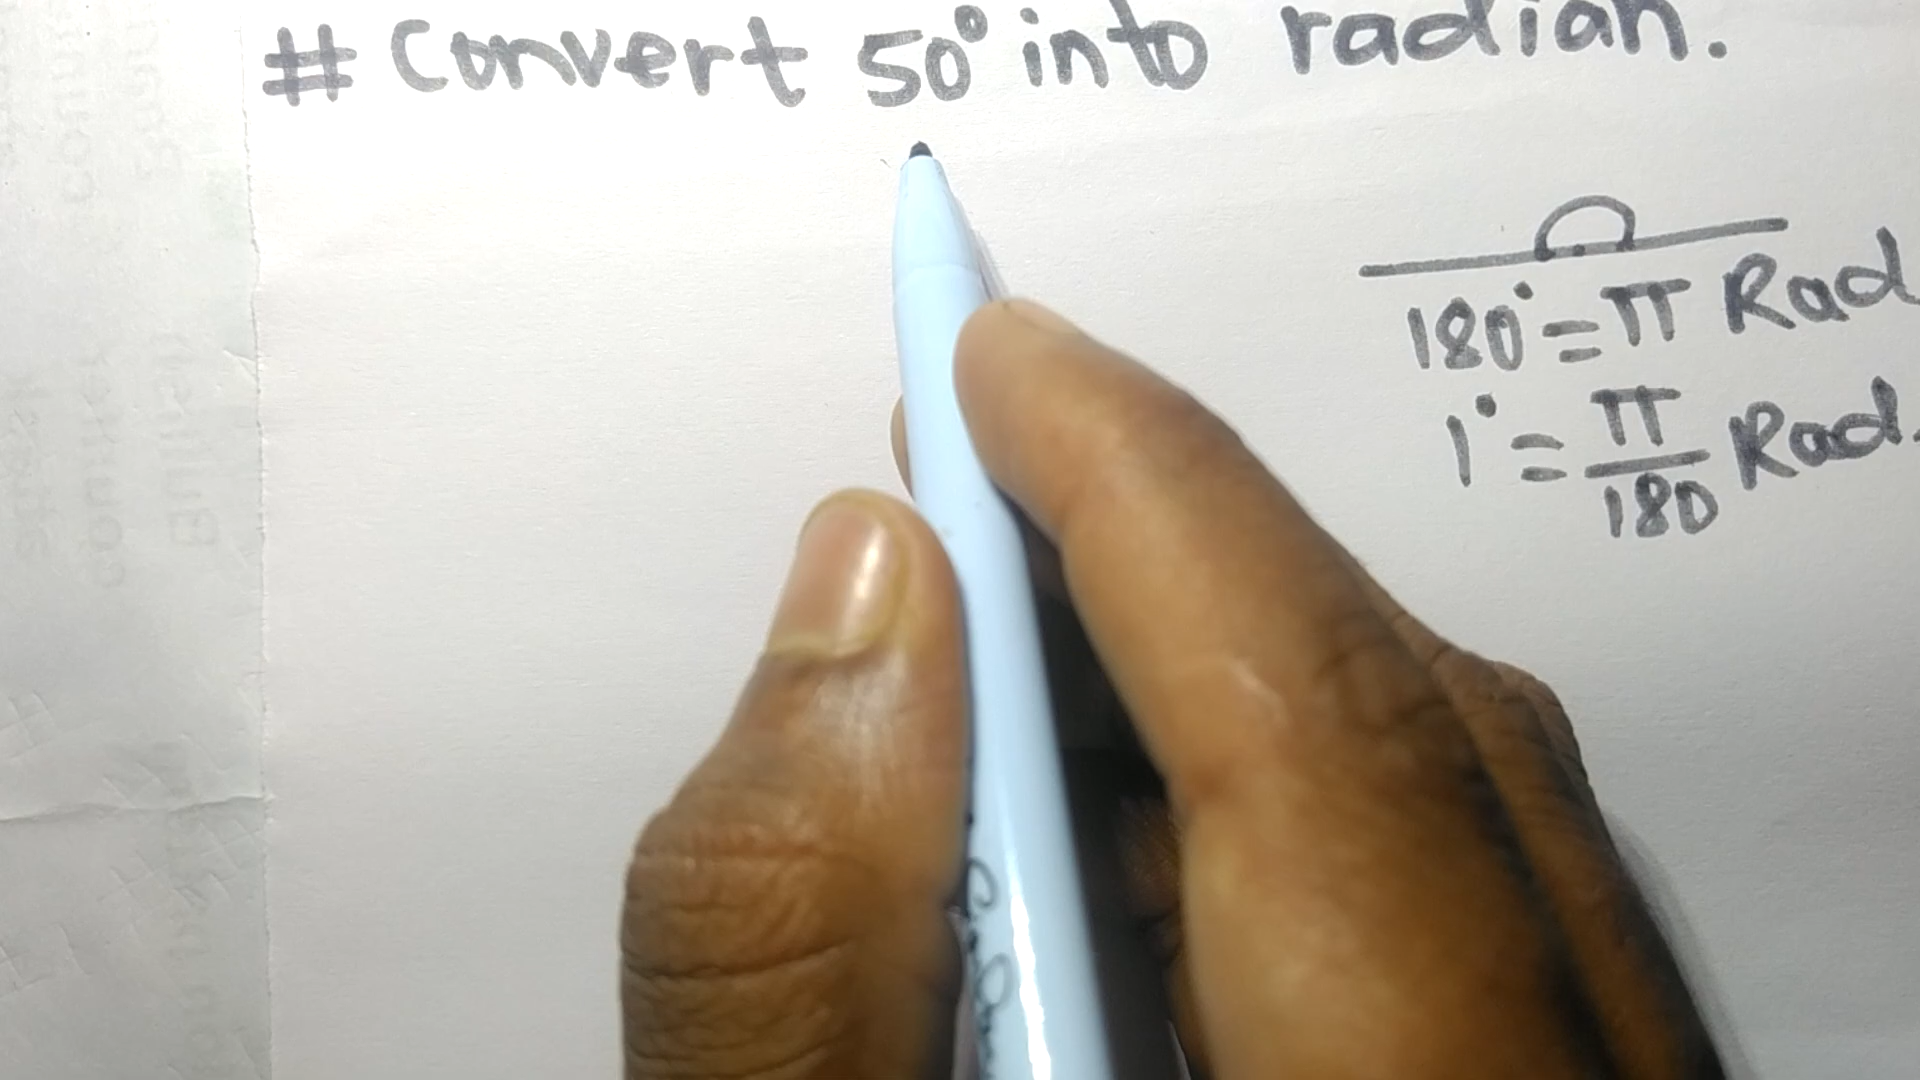 # Convert 50° into radian.
180° = π Rad
1° = π/180 Rad.